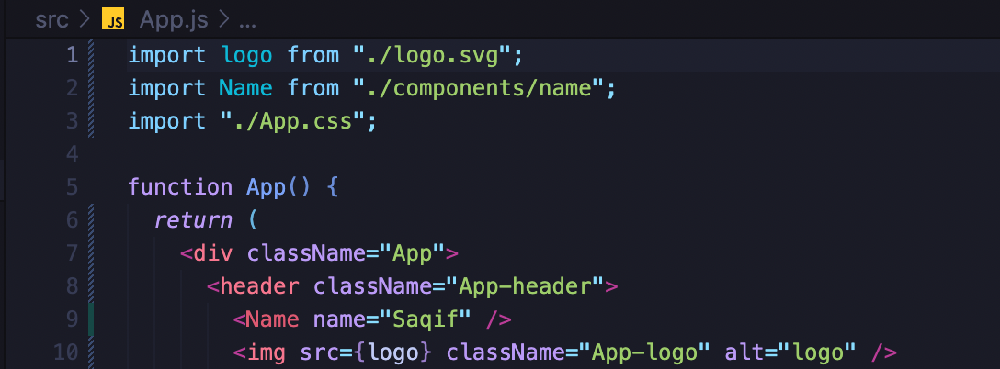 src > JS App.js > ...
1 import logo from "./logo.svg";
2 import Name from "./components/name";
3 import "./App.css";
4
5 function App() {
6 return (
7 <div className="App">
8 <header className="App-header">
9 <Name name="Saqif" />
10 <img src={logo} className="App-logo" alt="logo" />